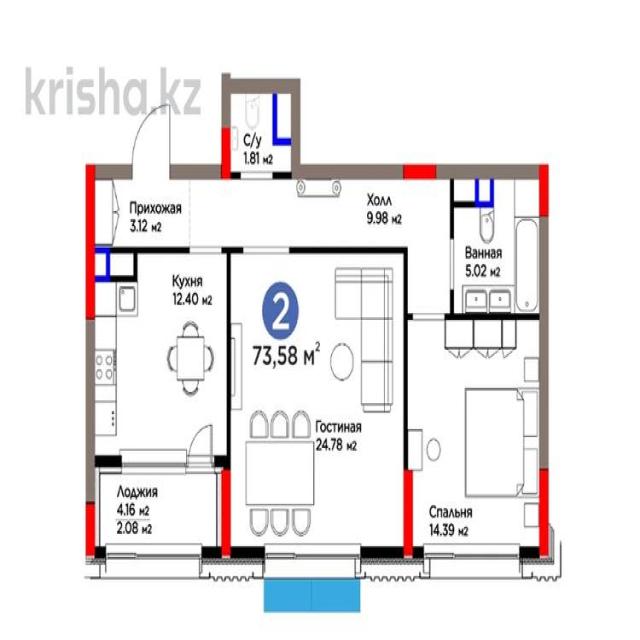 krisha.kz
С/у
1.81 м2
Прихожая
3.12 м2
Холл
9.98 м2
Ванная
5.02 м2
Кухня
12.40 м2
2
73,58 м2
Гостиная
24.78 м2
Лоджия
4.16 м2
2.08 м2
Спальня
14.39 м2